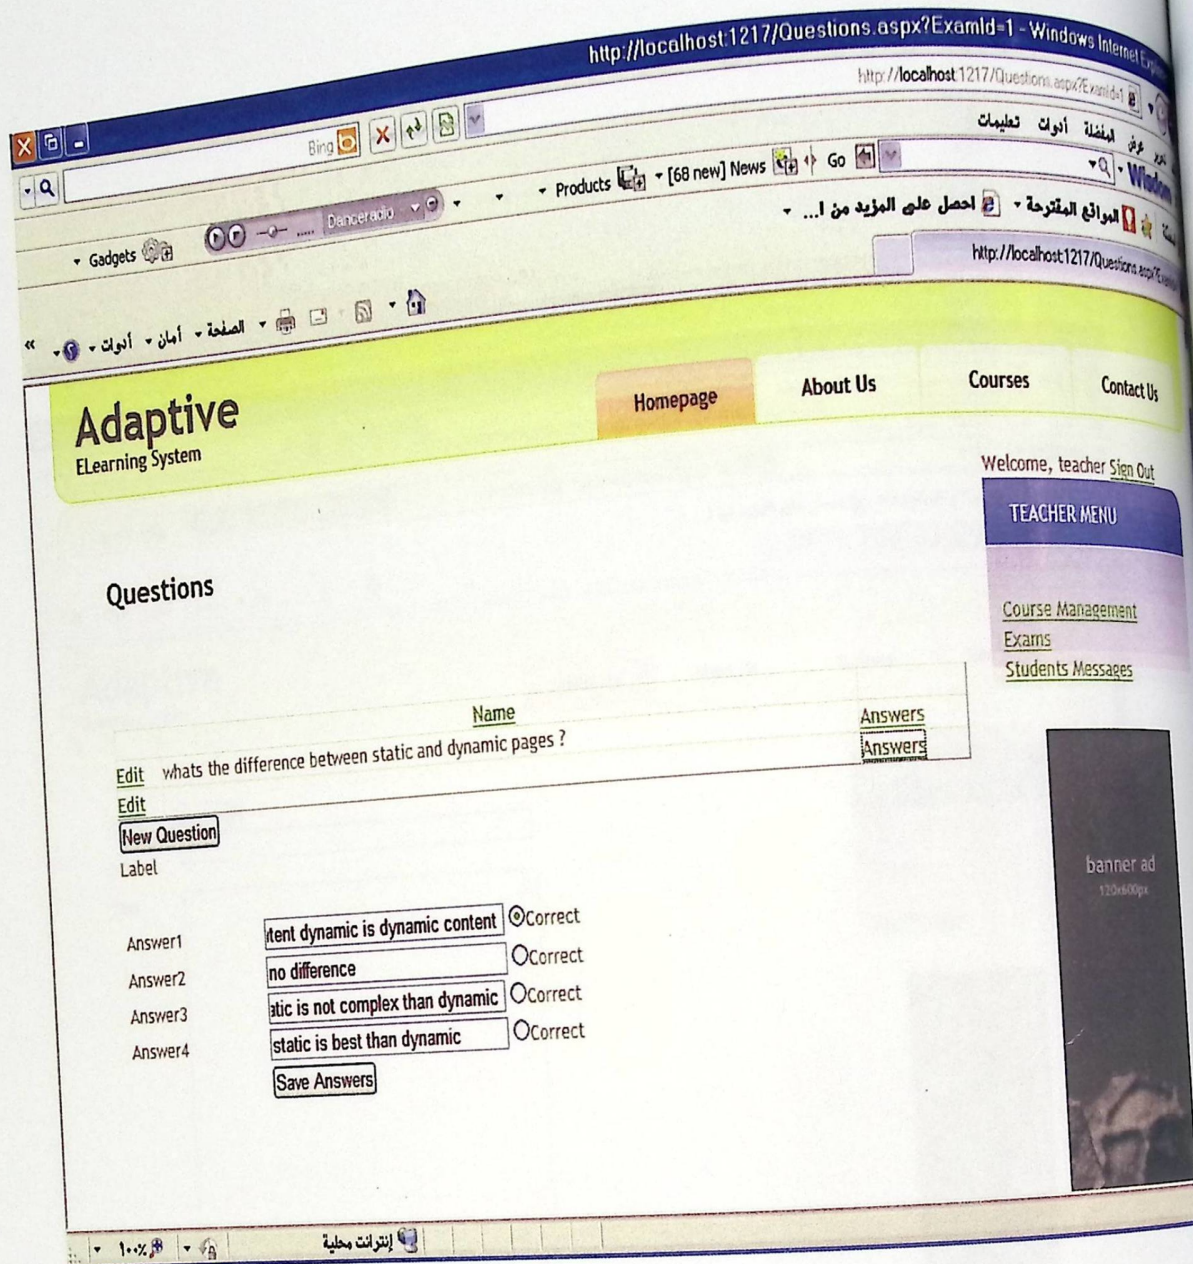 http://localhost:1217/Questions.aspx?ExamId=1 - Windows Internet
http://localhost:1217/Questions.aspx?ExamId=1
Bing
عرض المفضلة أدوات تعليمات
Products [68 new] News Go
Wisdom
Gadgets Danceradio
المواقع المقترحة احصل على المزيد من ا...
http://localhost:1217/Questions.aspx?
الصفحة أمان أدوات
Adaptive
ELearning System
Homepage About Us Courses Contact Us
Welcome, teacher Sign Out
TEACHER MENU
Course Management
Exams
Students Messages
Questions
Name
Edit whats the difference between static and dynamic pages ? Answers
Edit Answers
New Question
Label
Answer1 tent dynamic is dynamic content Correct
Answer2 no difference Correct
Answer3 atic is not complex than dynamic Correct
Answer4 static is best than dynamic Correct
Save Answers
banner ad
120x600px
إنترانت محلية
١٠٠%